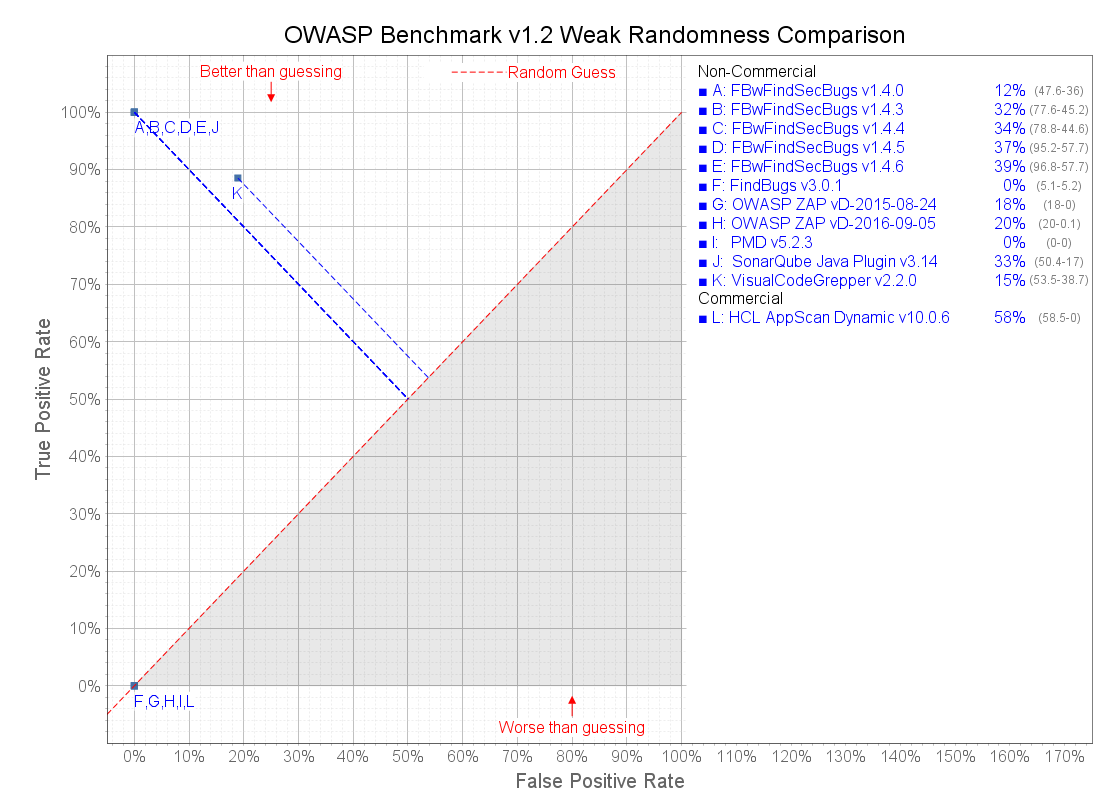 OWASP Benchmark v1.2 Weak Randomness Comparison
Better than guessing
Random Guess
Non-Commercial
A: FBwFindSecBugs v1.4.0 12% (47.6-36)
B: FBwFindSecBugs v1.4.3 32% (77.6-45.2)
C: FBwFindSecBugs v1.4.4 34% (78.8-44.6)
D: FBwFindSecBugs v1.4.5 37% (95.2-57.7)
E: FBwFindSecBugs v1.4.6 39% (96.8-57.7)
F: FindBugs v3.0.1 0% (5.1-5.2)
G: OWASP ZAP vD-2015-08-24 18% (18-0)
H: OWASP ZAP vD-2016-09-05 20% (20-0.1)
I: PMD v5.2.3 0% (0-0)
J: SonarQube Java Plugin v3.14 33% (50.4-17)
K: VisualCodeGrepper v2.2.0 15% (53.5-38.7)
Commercial
L: HCL AppScan Dynamic v10.0.6 58% (58.5-0)
True Positive Rate
100%
90%
80%
70%
60%
50%
40%
30%
20%
10%
0%
A,B,C,D,E,J
K
F,G,H,I,L
Worse than guessing
0% 10% 20% 30% 40% 50% 60% 70% 80% 90% 100% 110% 120% 130% 140% 150% 160% 170%
False Positive Rate